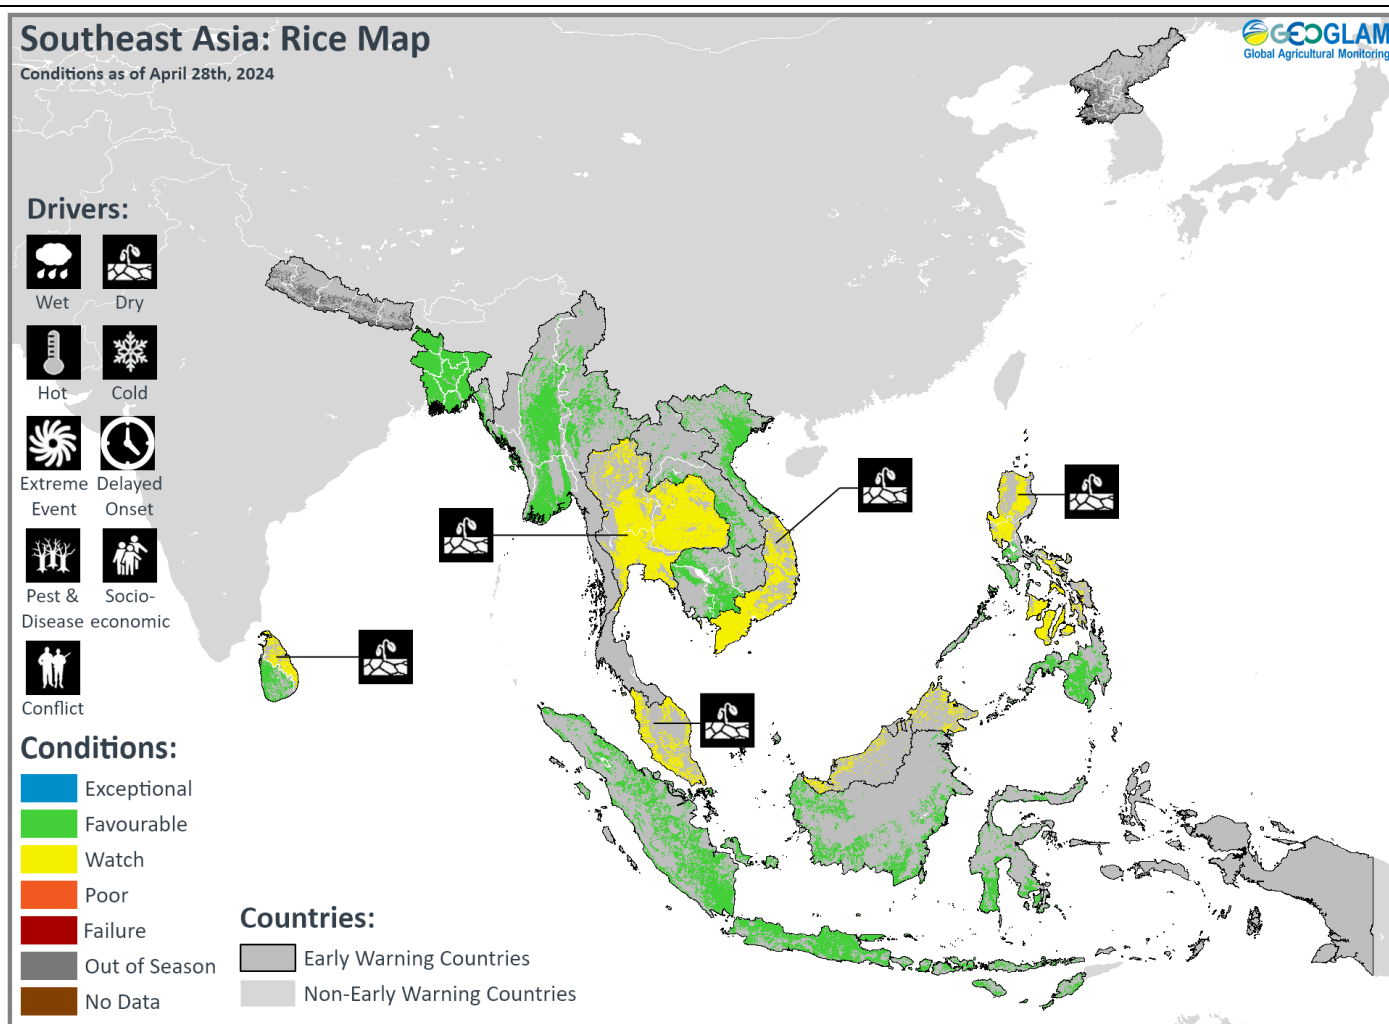 Southeast Asia: Rice Map
Conditions as of April 28th, 2024
GEOGLAM
Global Agricultural Monitoring
Drivers:
Wet
Dry
Hot
Cold
Extreme
Event
Delayed
Onset
Pest &
Disease
Socio-
economic
Conflict
Conditions:
Exceptional
Favourable
Watch
Poor
Failure
Out of Season
No Data
Countries:
Early Warning Countries
Non-Early Warning Countries